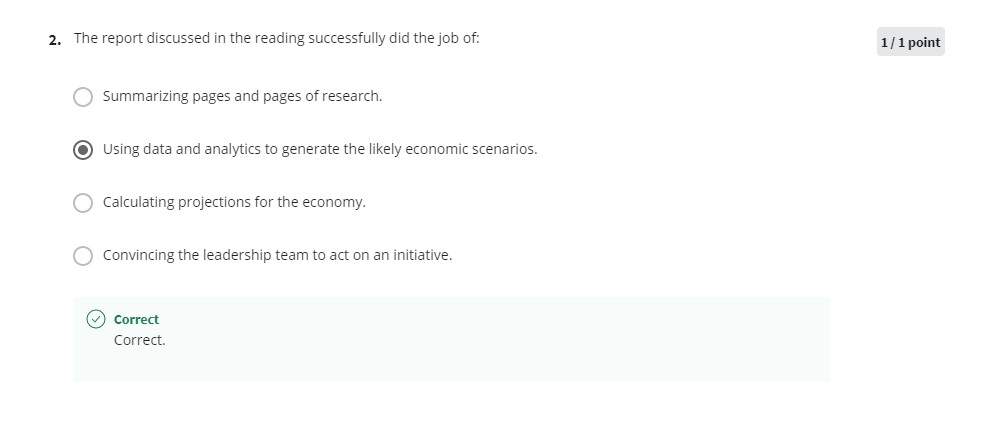 2. The report discussed in the reading successfully did the job of:
1 / 1 point
Summarizing pages and pages of research.
Using data and analytics to generate the likely economic scenarios.
Calculating projections for the economy.
Convincing the leadership team to act on an initiative.
Correct
Correct.